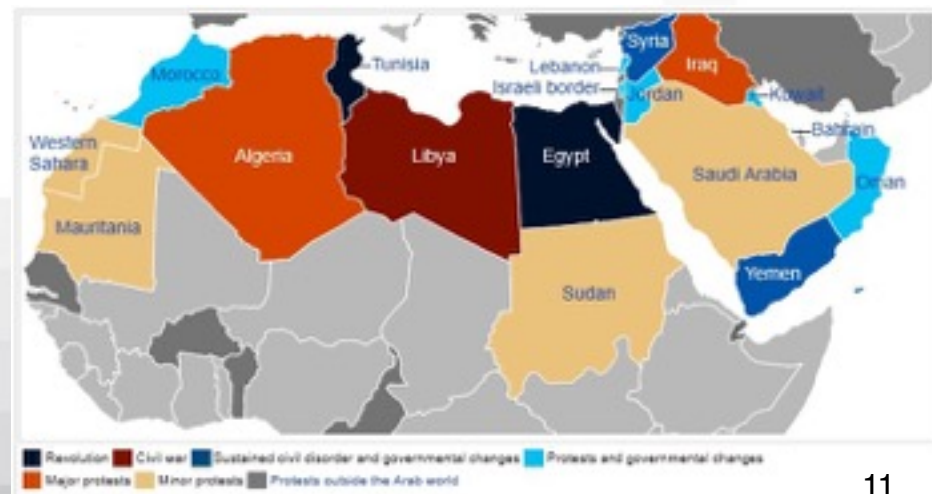 Syria
Morocco
Tunisia
Lebanon
Iraq
Israeli border
Jordan
Kuwait
Western
Sahara
Algeria
Libya
Egypt
Bahrain
Saudi Arabia
Oman
Mauritania
Yemen
Sudan
Revolution Civil war Sustained civil disorder and governmental changes Protests and governmental changes
Major protests Minor protests Protests outside the Arab world
11